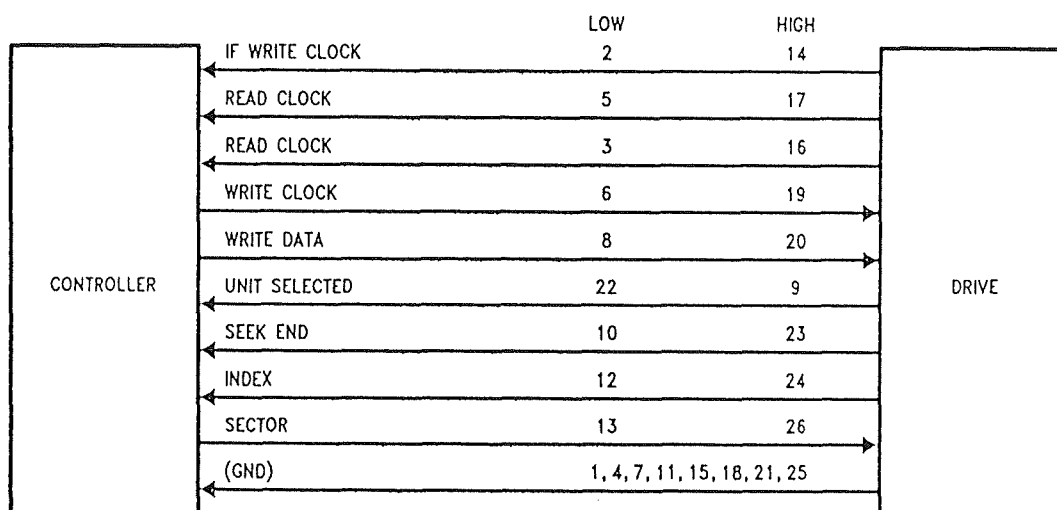 LOW HIGH
IF WRITE CLOCK 2 14
READ CLOCK 5 17
READ CLOCK 3 16
WRITE CLOCK 6 19
WRITE DATA 8 20
CONTROLLER UNIT SELECTED 22 9 DRIVE
SEEK END 10 23
INDEX 12 24
SECTOR 13 26
(GND) 1, 4, 7, 11, 15, 18, 21, 25